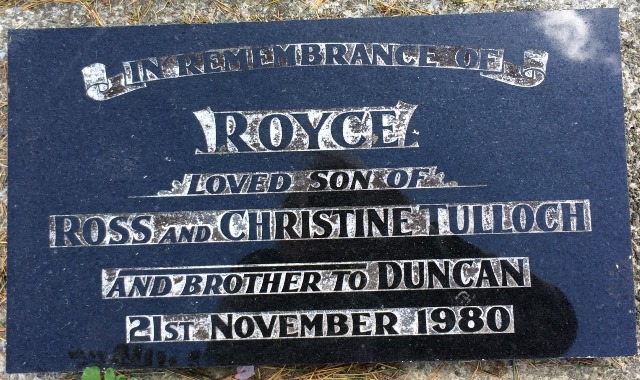 IN REMEMBRANCE OF
ROYCE
LOVED SON OF
ROSS AND CHRISTINE TULLOCH
AND BROTHER TO DUNCAN
21ST NOVEMBER 1980